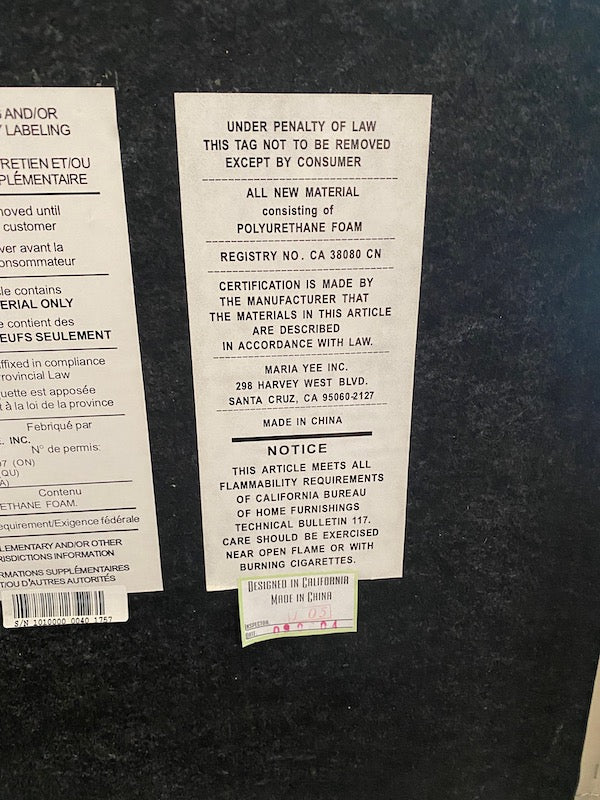 AND/OR
LABELING
RETIEN ET/OU
PLÉMENTAIRE
noved until
customer
ver avant la
onsommateur
le contains
ERIAL ONLY
e contient des
EUFS SEULEMENT
ffixed in compliance
rovincial Law
uette est apposée
t à la loi de la province
Fabriqué par
. INC.
N° de permis:
07 (ON)
QU)
A)
Contenu
ETHANE FOAM.
equirement/Exigence fédérale
LEMENTARY AND/OR OTHER
RISDICTIONS INFORMATION
RMATIONS SUPPLÉMENTAIRES
T/OU D'AUTRES AUTORITÉS
S/N 1010000 0040 1757
UNDER PENALTY OF LAW
THIS TAG NOT TO BE REMOVED
EXCEPT BY CONSUMER
ALL NEW MATERIAL
consisting of
POLYURETHANE FOAM
REGISTRY NO. CA 38080 CN
CERTIFICATION IS MADE BY
THE MANUFACTURER THAT
THE MATERIALS IN THIS ARTICLE
ARE DESCRIBED
IN ACCORDANCE WITH LAW.
MARIA YEE INC.
298 HARVEY WEST BLVD.
SANTA CRUZ, CA 95060-2127
MADE IN CHINA
NOTICE
THIS ARTICLE MEETS ALL
FLAMMABILITY REQUIREMENTS
OF CALIFORNIA BUREAU
OF HOME FURNISHINGS
TECHNICAL BULLETIN 117.
CARE SHOULD BE EXERCISED
NEAR OPEN FLAME OR WITH
BURNING CIGARETTES.
DESIGNED IN CALIFORNIA
MADE IN CHINA
INSPECTOR 05
DATE